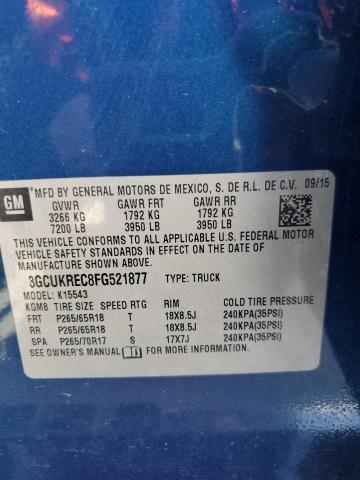 GM
MFD BY GENERAL MOTORS DE MEXICO, S. DE R.L. DE C.V. 09/15
GVWR GAWR FRT GAWR RR
3266 KG 1792 KG 1792 KG
7200 LB 3950 LB 3950 LB
THIS VEHICLE CONFORMS TO ALL APPLICABLE U.S. FEDERAL MOTOR
VEHICLE SAFETY AND THEFT PREVENTION STANDARDS IN
EFFECT ON THE DATE OF MANUFACTURE SHOWN ABOVE.
3GCUKREC8FG521877 TYPE: TRUCK
MODEL: K15543
KGM8 TIRE SIZE SPEED RTG RIM COLD TIRE PRESSURE
FRT P265/65R18 T 18X8.5J 240KPA(35PSI)
RR P265/65R18 T 18X8.5J 240KPA(35PSI)
SPA P265/70R17 S 17X7J 240KPA(35PSI)
SEE OWNER'S MANUAL FOR ADDITIONAL INFORMATION.